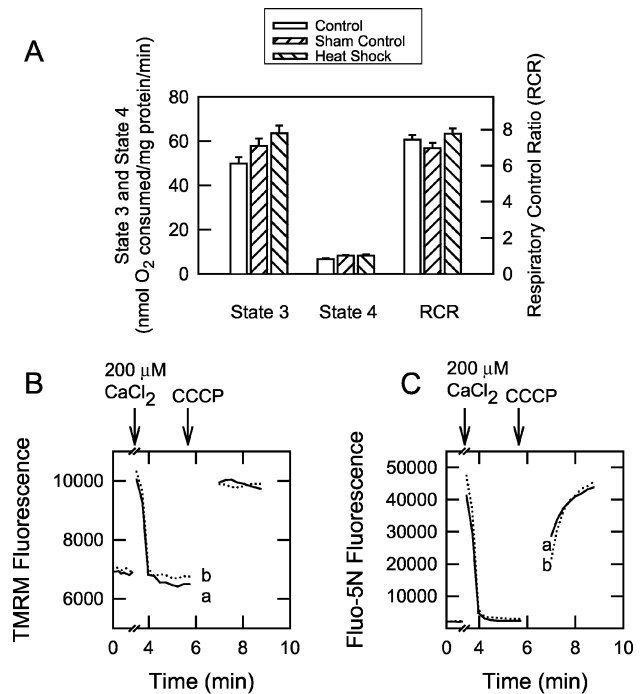 Control
Sham Control
Heat Shock
A
State 3 and State 4
(nmol O2 consumed/mg protein/min)
80
60
40
20
0
Respiratory Control Ratio (RCR)
8
6
4
2
0
State 3
State 4
RCR
B
200 μM
CaCl2
CCCP
TMRM Fluorescence
10000
8000
6000
b
a
0
4
6
8
10
Time (min)
C
200 μM
CaCl2
CCCP
Fluo-5N Fluorescence
50000
40000
30000
20000
10000
a
b
0
4
6
8
10
Time (min)